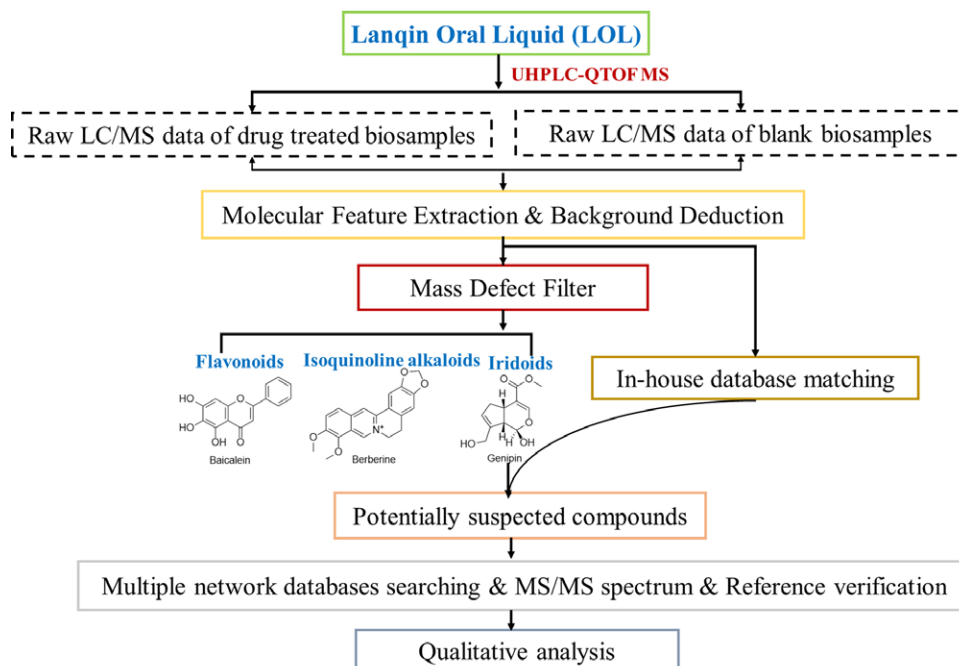 Lanqin Oral Liquid (LOL)
UHPLC-QTOF MS
Raw LC/MS data of drug treated biosamples
Raw LC/MS data of blank biosamples
Molecular Feature Extraction & Background Deduction
Mass Defect Filter
Flavonoids
Isoquinoline alkaloids
Iridoids
In-house database matching
HO
HO
OH
O
O
Baicalein
O
O
N+
O
O
Berberine
O
O
H
O
HO
H
OH
Genipin
Potentially suspected compounds
Multiple network databases searching & MS/MS spectrum & Reference verification
Qualitative analysis